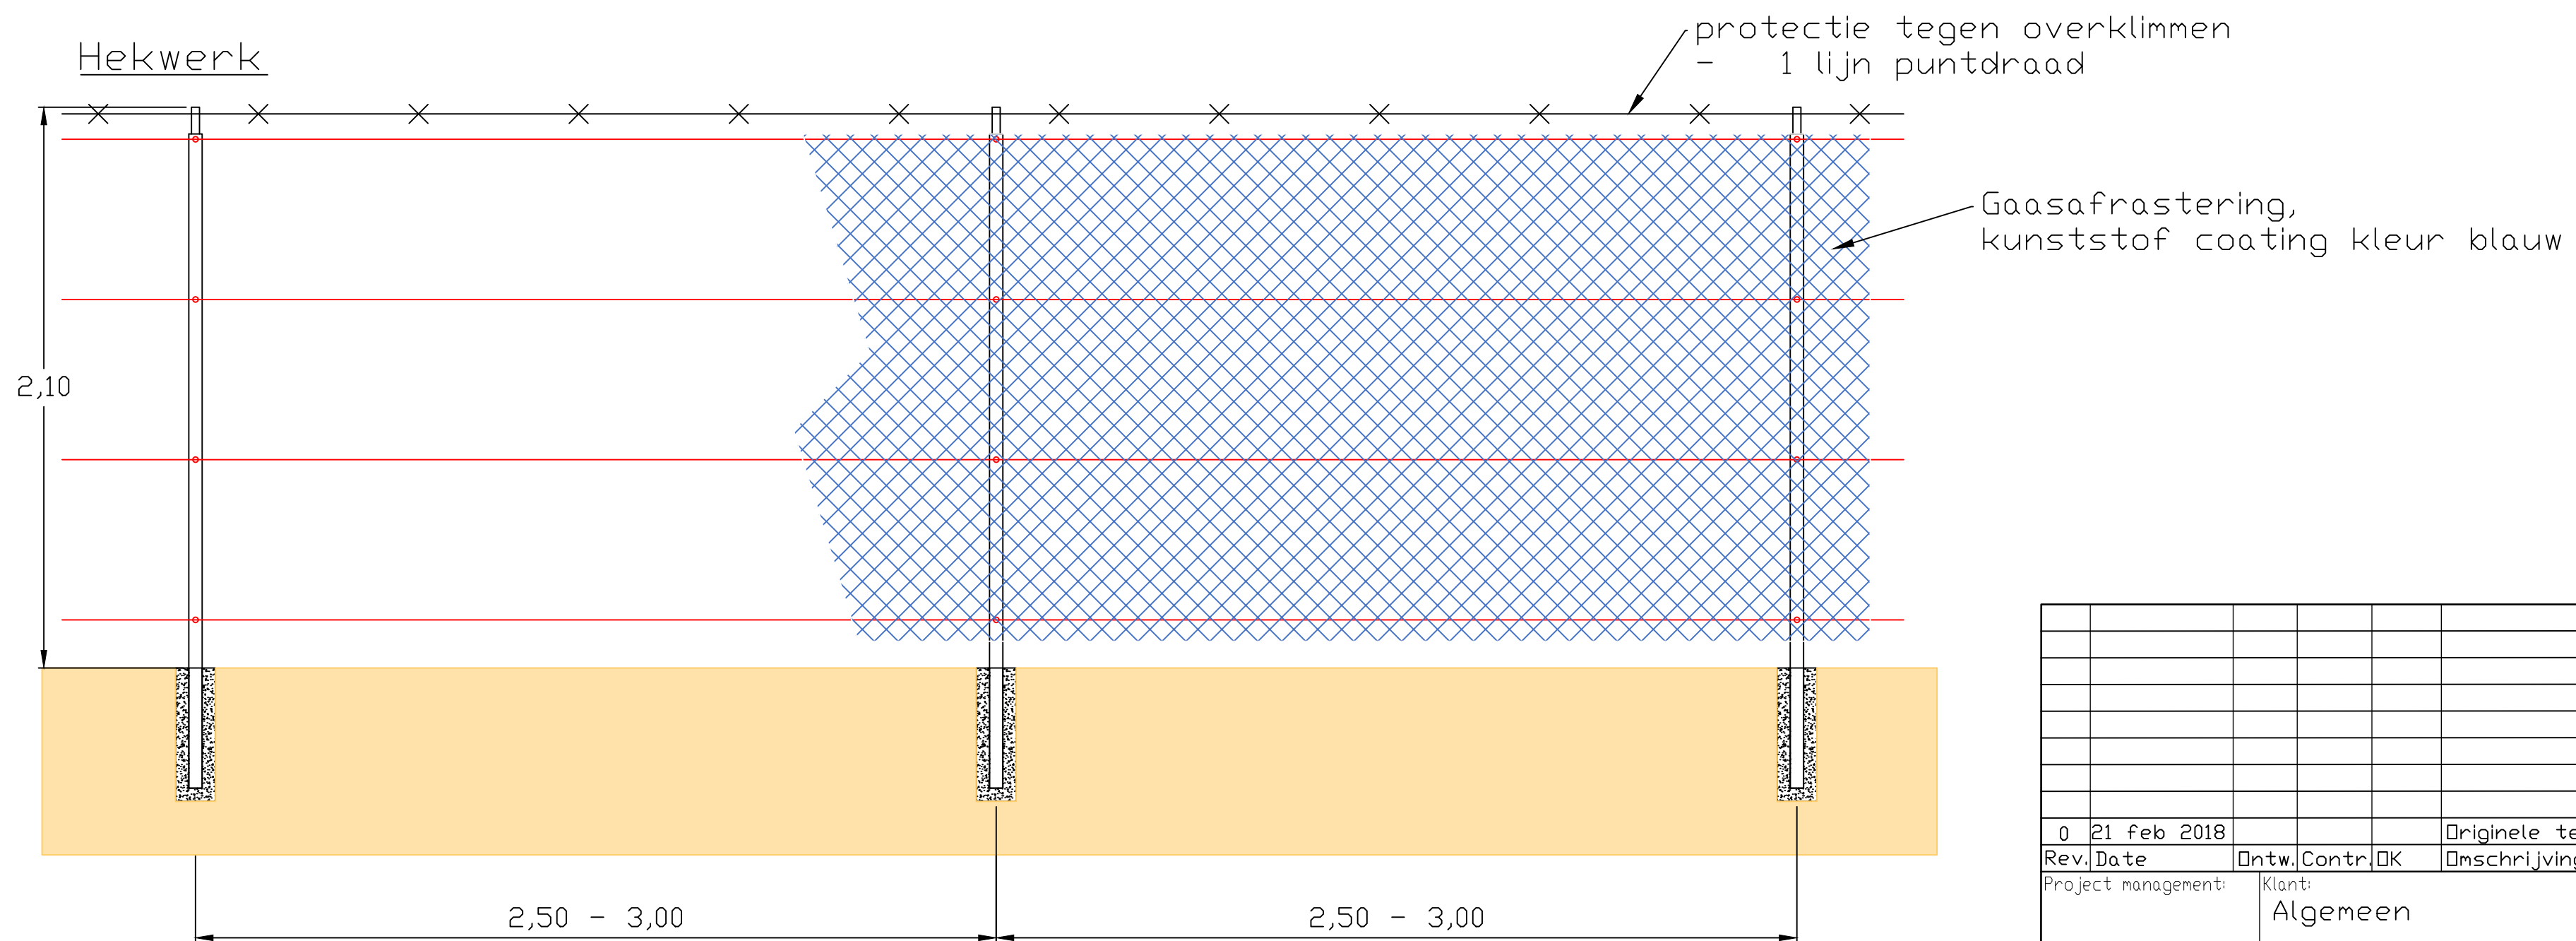 Hekwerk
protectie tegen overklimmen
- 1 lijn puntdraad
Gaasafrastering,
kunststof coating kleur blauw
2,10
2,50 - 3,00
2,50 - 3,00
0 21 feb 2018 Originele
Rev. Date Ontw. Contr. OK Omschrijving
Project management: Klant:
Algemeen